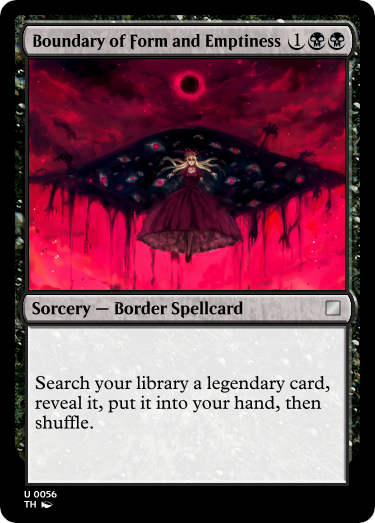 Boundary of Form and Emptiness 1
Sorcery — Border Spellcard
Search your library a legendary card,
reveal it, put it into your hand, then
shuffle.
U 0056
TH